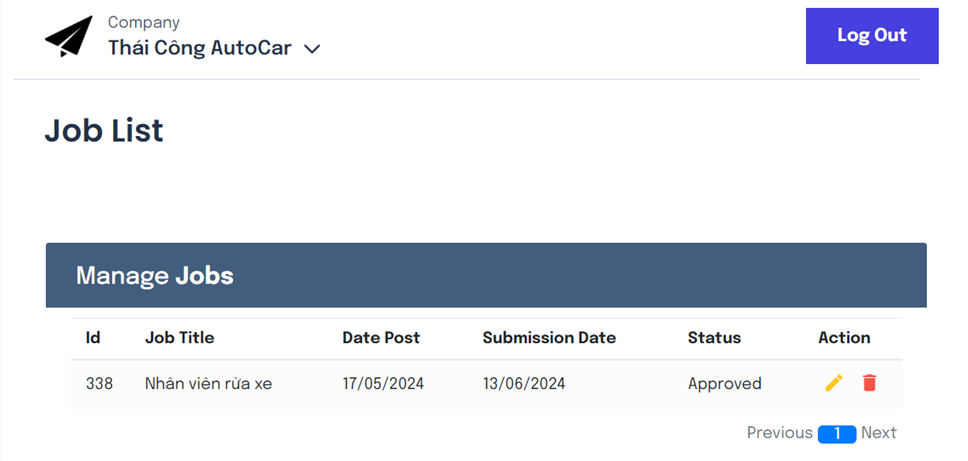 Company
Thái Công AutoCar
Log Out
Job List
Manage Jobs
Id Job Title Date Post Submission Date Status Action
338 Nhân viên rửa xe 17/05/2024 13/06/2024 Approved
Previous 1 Next